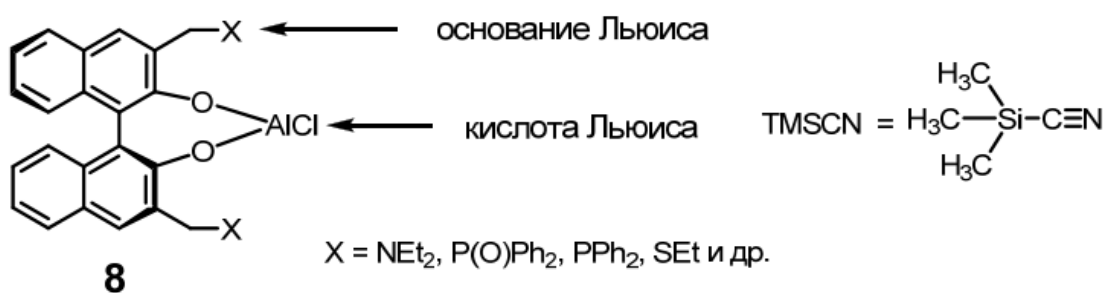 X
основание Льюиса
O
AlCl
кислота Льюиса
O
X
TMSCN = H₃C
H₃C
Si
C≡N
H₃C
X = NEt₂, P(O)Ph₂, PPh₂, SEt и др.
8